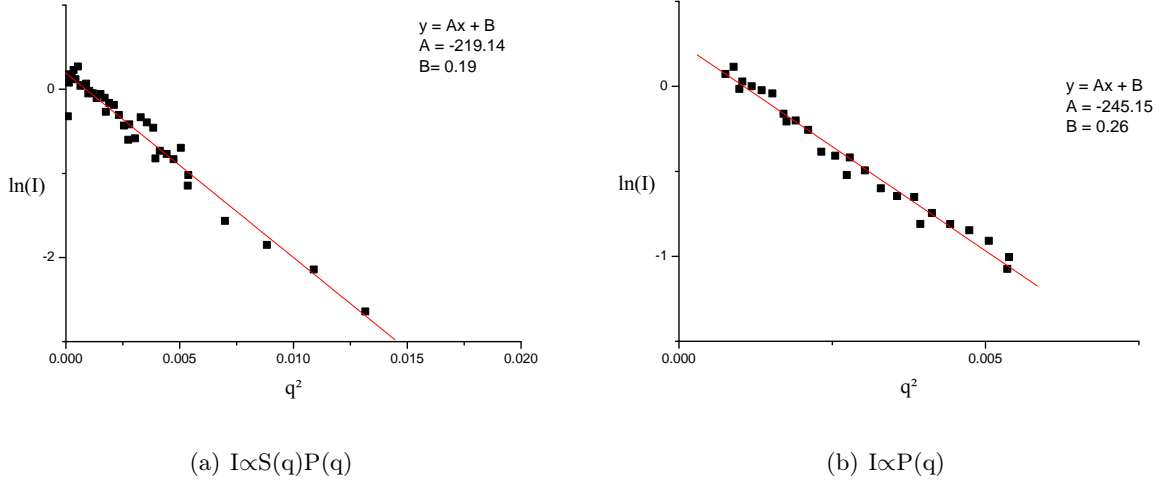 y = Ax + B
A = -219.14
B= 0.19
0
-2
ln(I)
0.000
0.005
0.010
0.015
0.020
q²
(a) I∝S(q)P(q)
y = Ax + B
A = -245.15
B = 0.26
0
-1
ln(I)
0.000
0.005
q²
(b) I∝P(q)